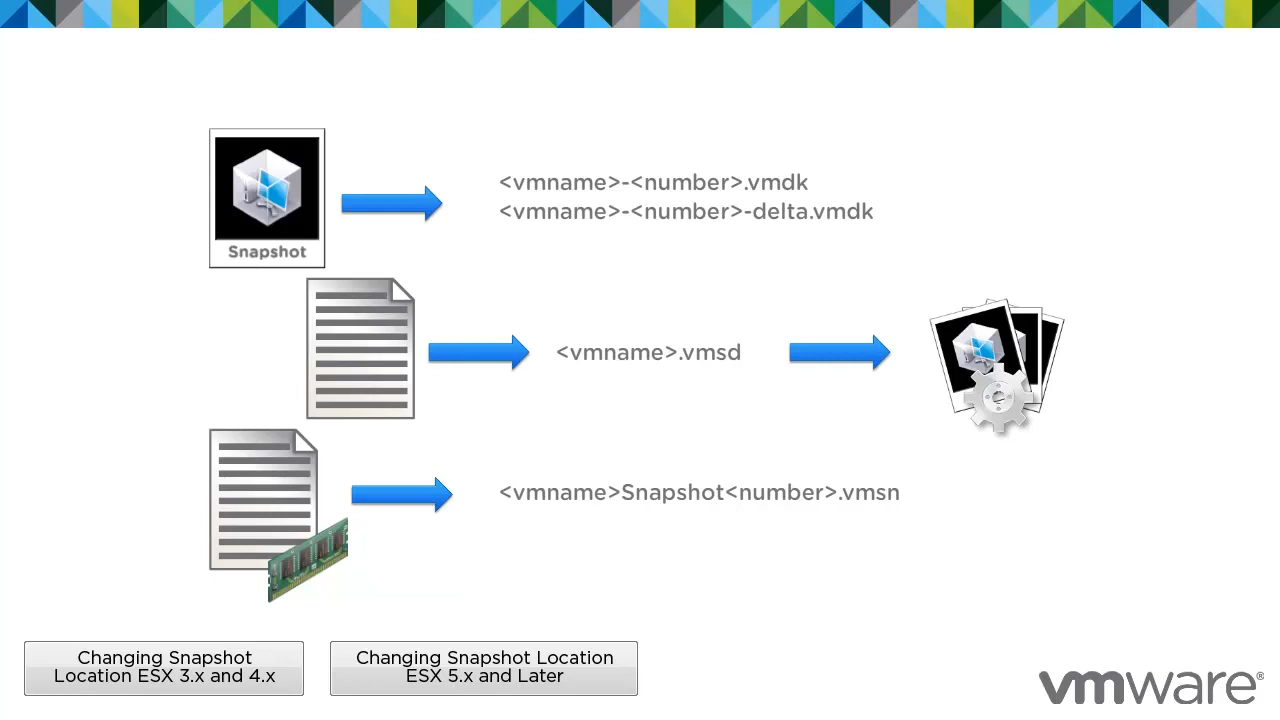 Snapshot
<vmname>-<number>.vmdk
<vmname>-<number>-delta.vmdk
<vmname>.vmsd
<vmname>Snapshot<number>.vmsn
Changing Snapshot
Location ESX 3.x and 4.x
Changing Snapshot Location
ESX 5.x and Later
vmware®